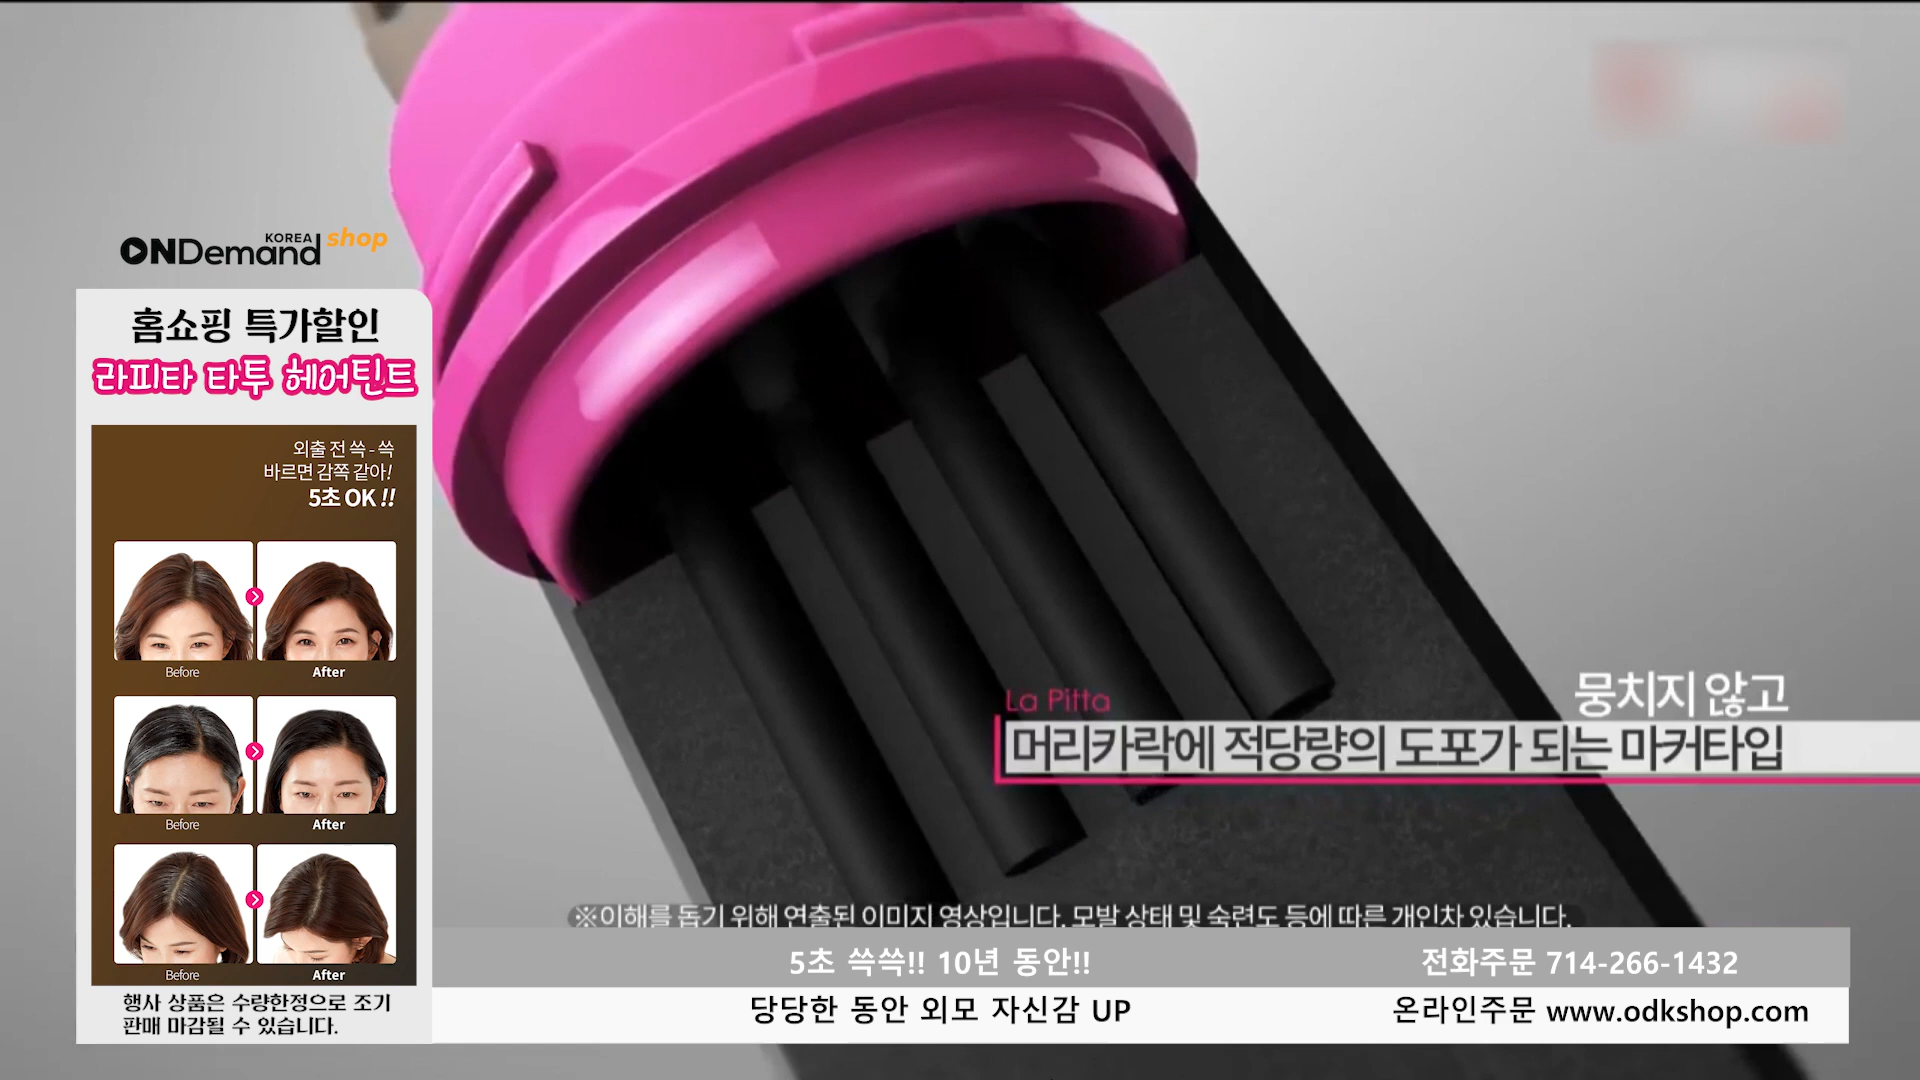 ONDemand KOREA shop
홈쇼핑 특가할인
라피타 타투 헤어틴트
외출 전 쓱 - 쓱
바르면 감쪽 같아!
5초 OK !!
Before
After
Before
After
Before
After
행사 상품은 수량한정으로 조기
판매 마감될 수 있습니다.
뭉치지 않고
La Pitta
머리카락에 적당량의 도포가 되는 마커타입
※이해를 돕기 위해 연출된 이미지 영상입니다. 모발 상태 및 숙련도 등에 따른 개인차 있습니다.
5초 쓱쓱!! 10년 동안!!
전화주문 714-266-1432
당당한 동안 외모 자신감 UP
온라인주문 www.odkshop.com